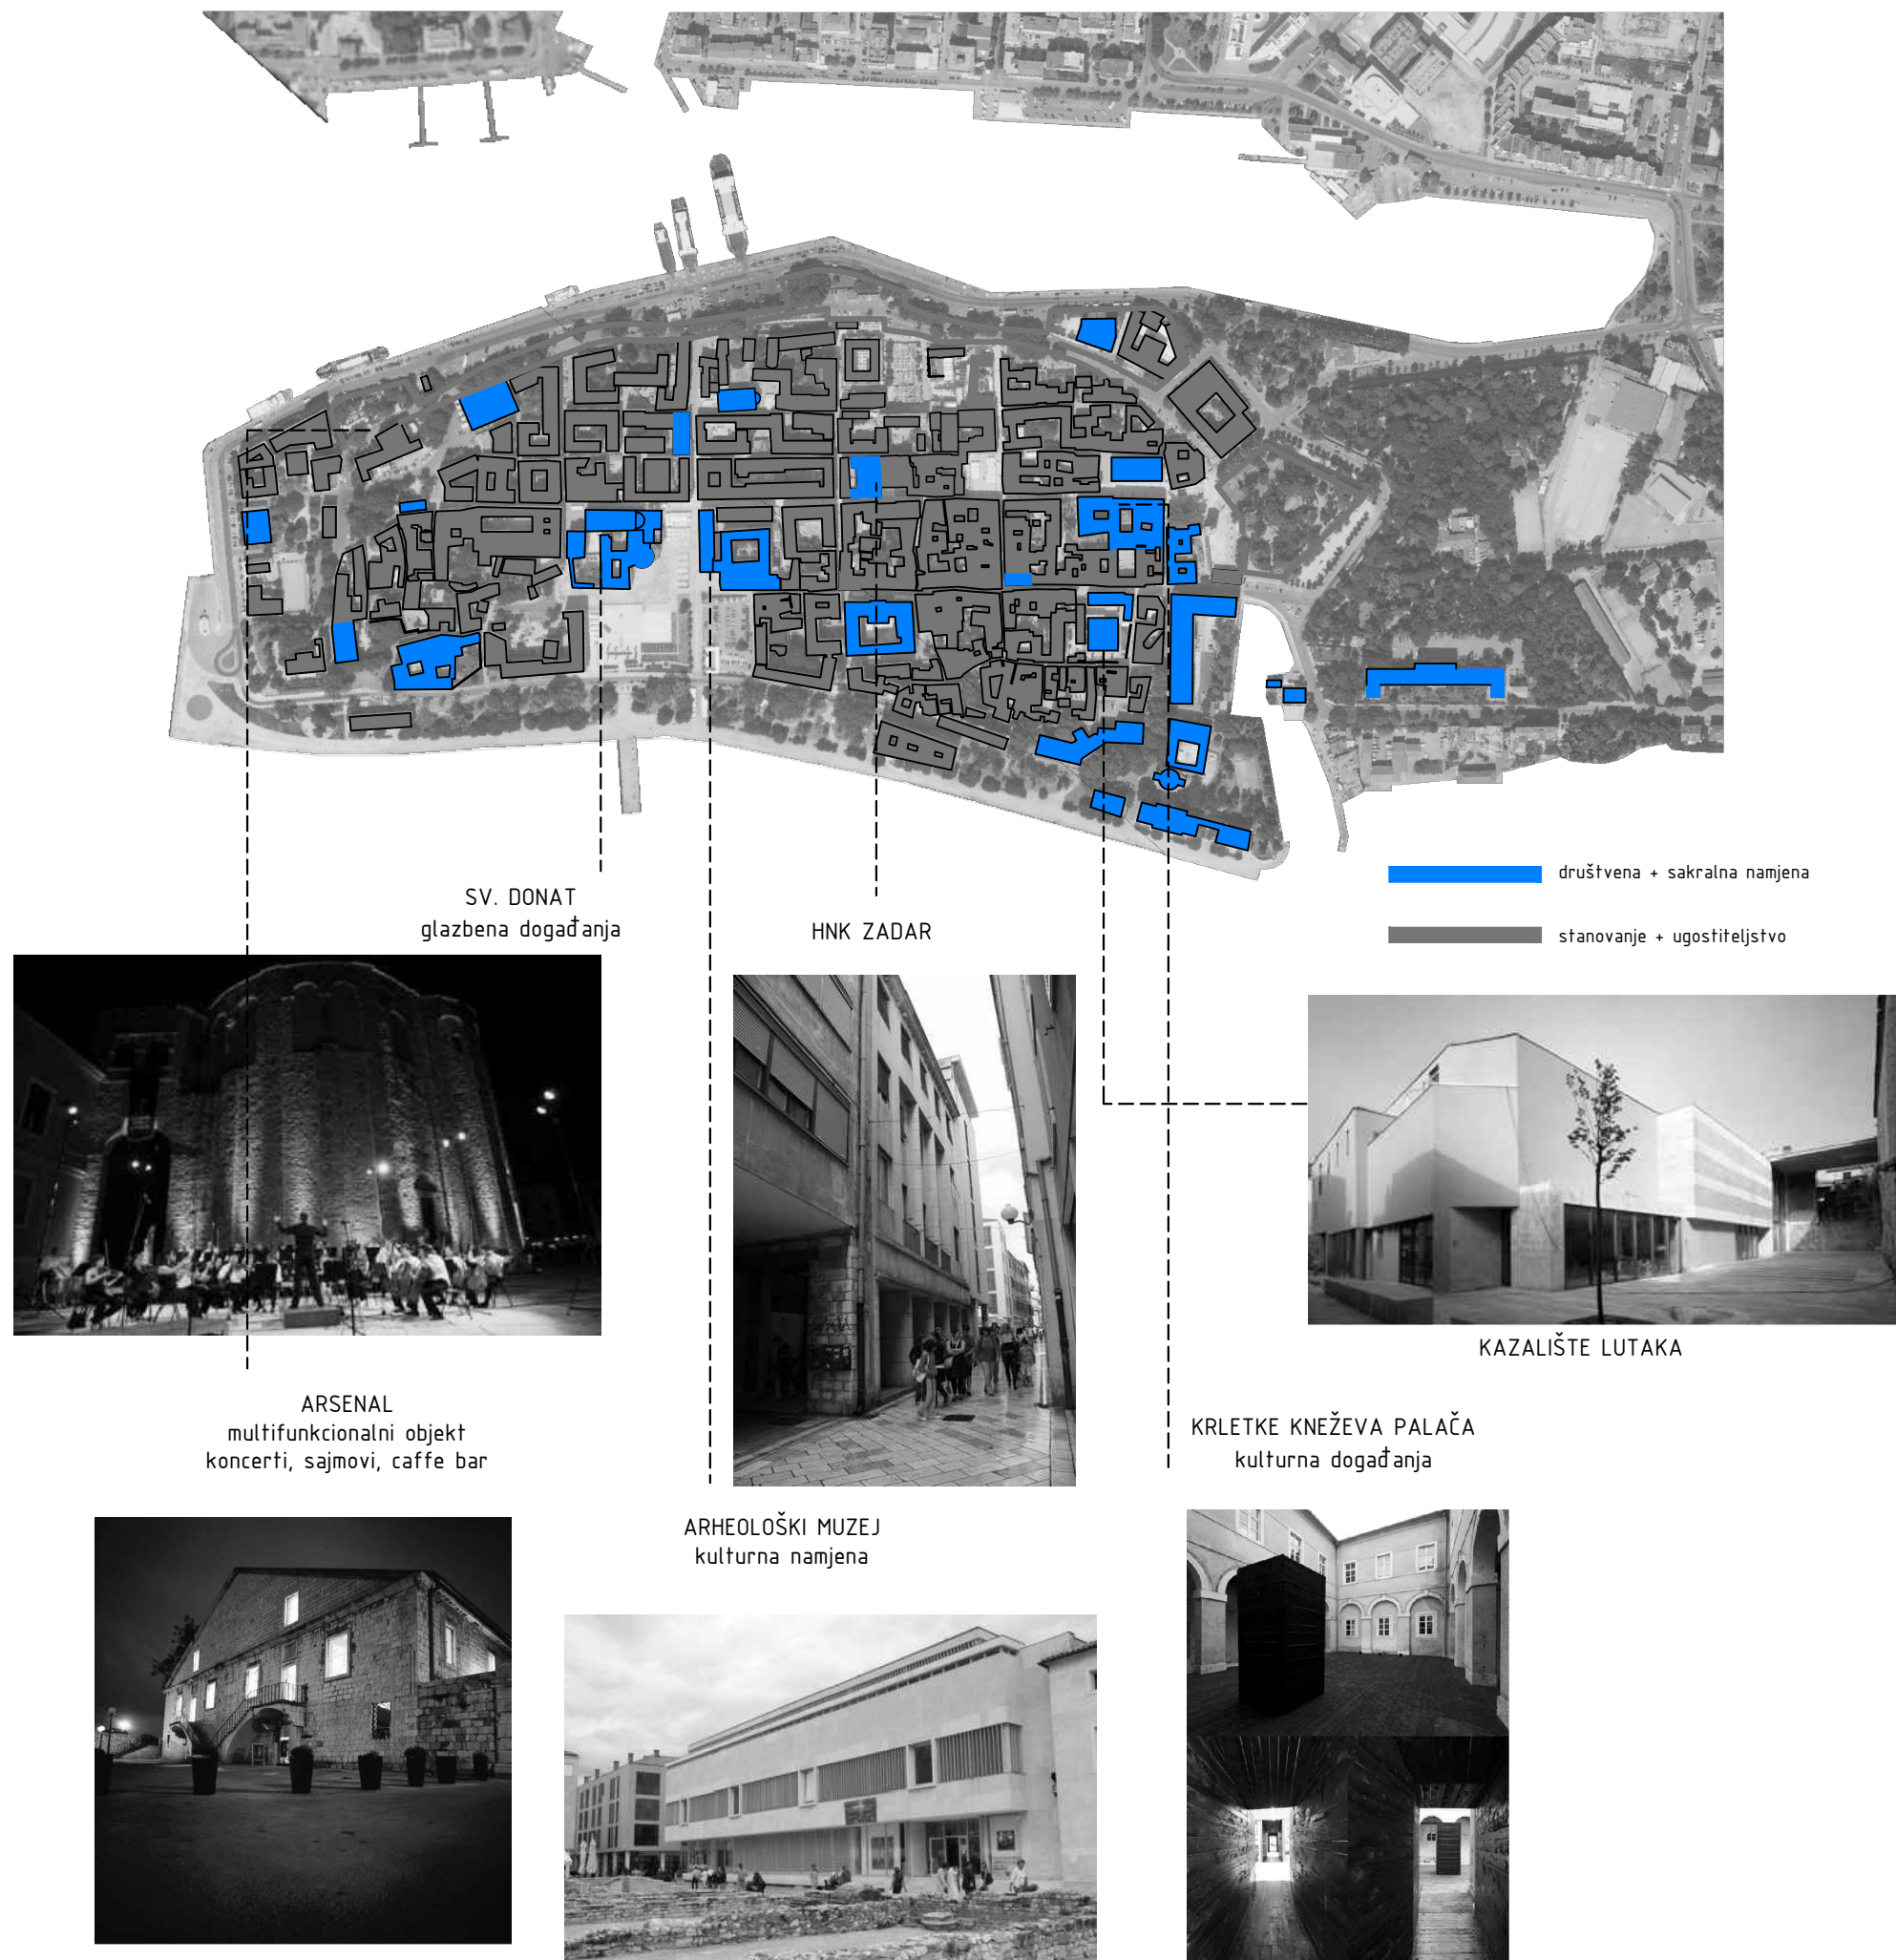 društvena + sakralna namjena
stanovanje + ugostiteljstvo
SV. DONAT
glazbena događanja
HNK ZADAR
KAZALIŠTE LUTAKA
ARSENAL
multifunkcionalni objekt
koncerti, sajmovi, caffe bar
KRLETKE KNEŽEVA PALAČA
kulturna događanja
ARHEOLOŠKI MUZEJ
kulturna namjena